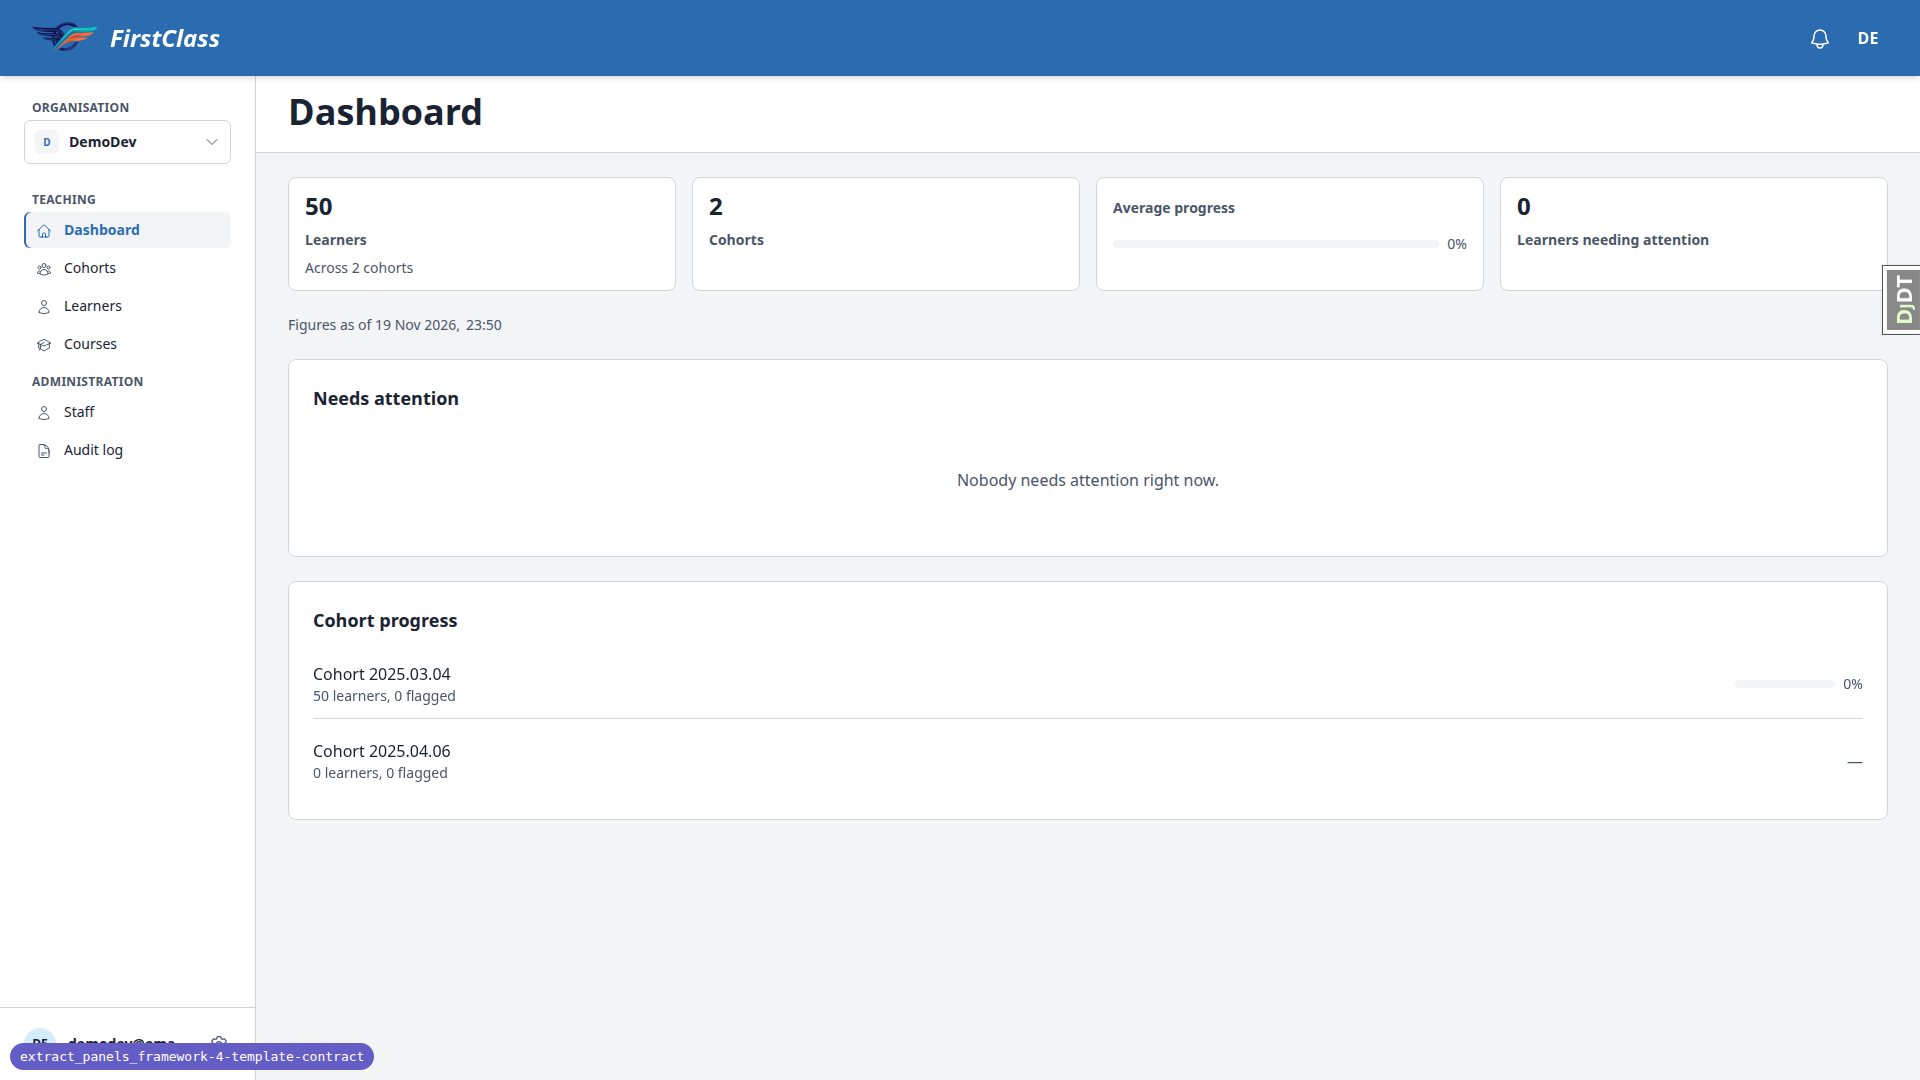 FirstClass
DE
ORGANISATION
D DemoDev
TEACHING
Dashboard
Cohorts
Learners
Courses
ADMINISTRATION
Staff
Audit log
Dashboard
50
Learners
Across 2 cohorts
2
Cohorts
Average progress
0%
0
Learners needing attention
Figures as of 19 Nov 2026, 23:50
Needs attention
Nobody needs attention right now.
Cohort progress
Cohort 2025.03.04
50 learners, 0 flagged
0%
Cohort 2025.04.06
0 learners, 0 flagged
—
DJDT
DE demodev@ema...
extract_panels_framework-4-template-contract